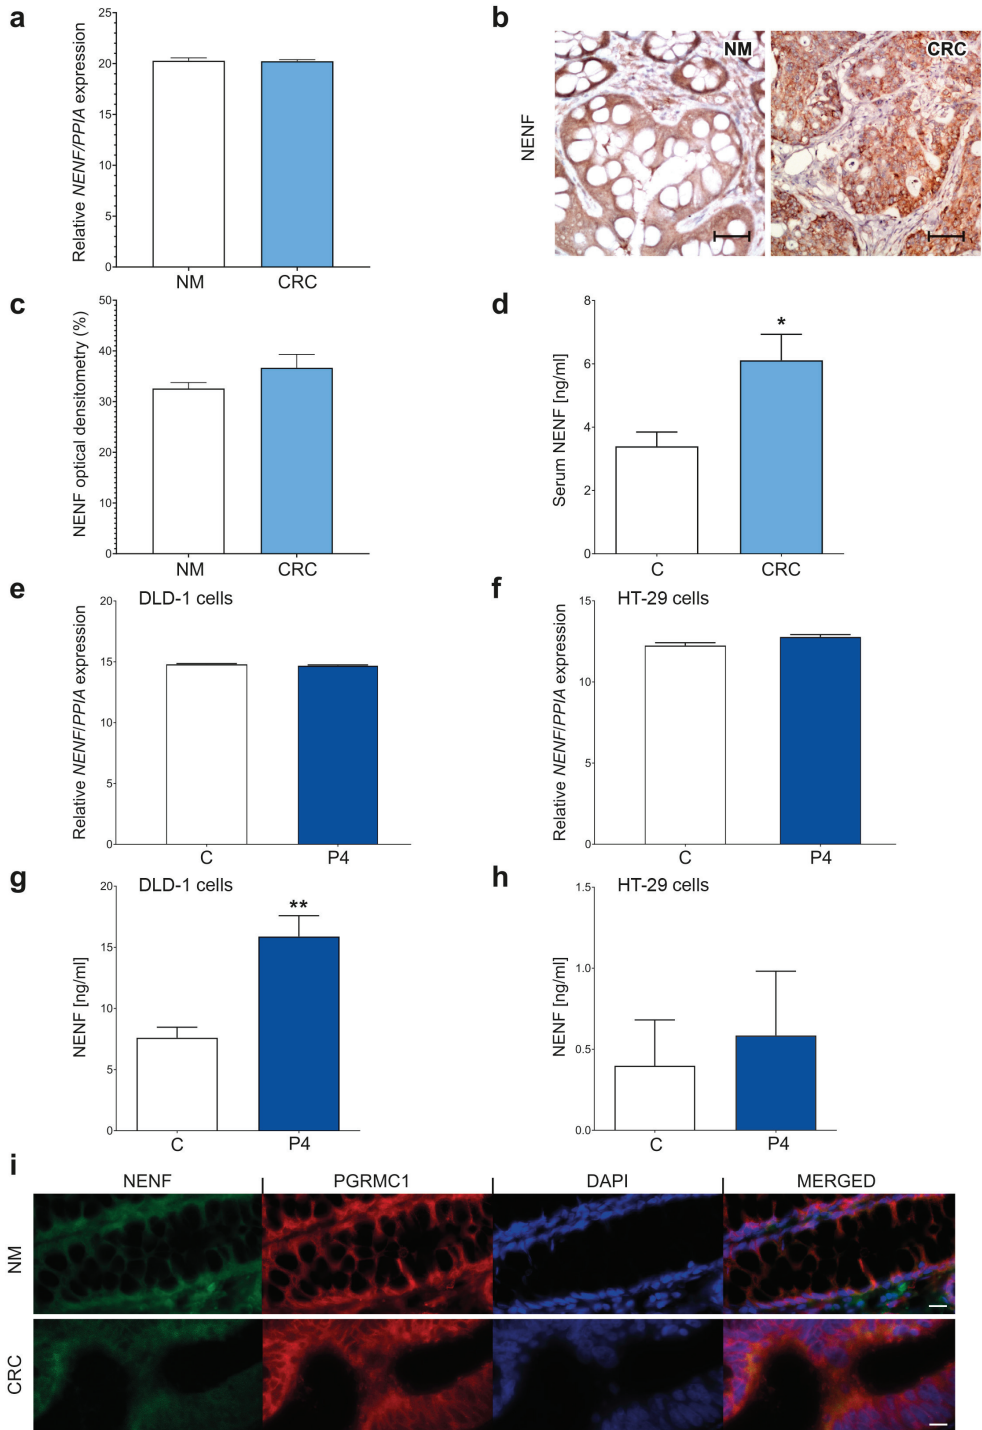 a
Relative NENF/PPIA expression
25
20
15
10
5
0
NM CRC
b
NENF
NM
CRC
c
NENF optical densitometry (%)
50
40
30
20
10
0
NM CRC
d
Serum NENF [ng/ml]
8
6
4
2
0
*
C CRC
e
DLD-1 cells
Relative NENF/PPIA expression
20
15
10
5
0
C P4
f
HT-29 cells
Relative NENF/PPIA expression
15
10
5
0
C P4
g
DLD-1 cells
NENF [ng/ml]
20
15
10
5
0
**
C P4
h
HT-29 cells
NENF [ng/ml]
1.5
1.0
0.5
0.0
C P4
i
NENF PGRMC1 DAPI MERGED
NM
CRC